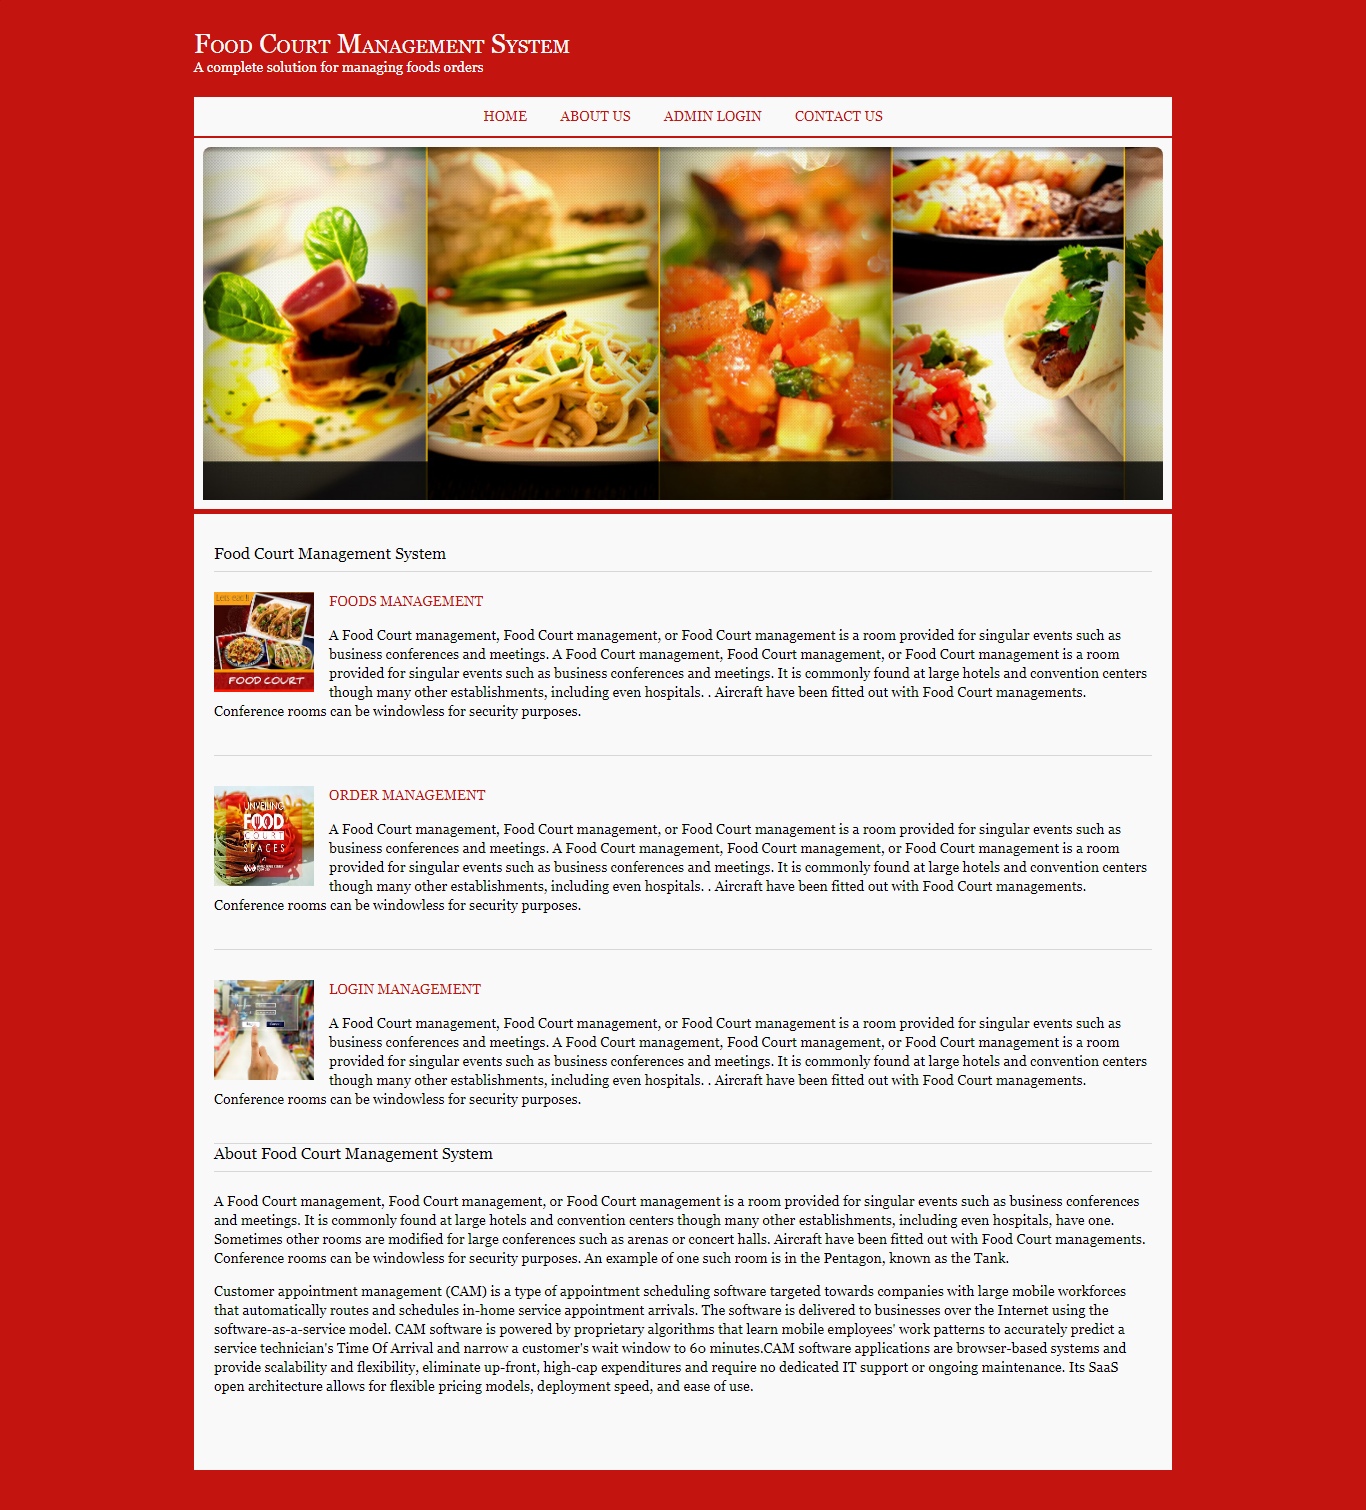 Food Court Management System
A complete solution for managing foods orders
HOME ABOUT US ADMIN LOGIN CONTACT US
Food Court Management System
FOOD COURT
FOODS MANAGEMENT
A Food Court management, Food Court management, or Food Court management is a room provided for singular events such as
business conferences and meetings. A Food Court management, Food Court management, or Food Court management is a room
provided for singular events such as business conferences and meetings. It is commonly found at large hotels and convention centers
though many other establishments, including even hospitals. . Aircraft have been fitted out with Food Court managements.
Conference rooms can be windowless for security purposes.
UNVEILING
FOOD
COURT
SPACES
ORDER MANAGEMENT
A Food Court management, Food Court management, or Food Court management is a room provided for singular events such as
business conferences and meetings. A Food Court management, Food Court management, or Food Court management is a room
provided for singular events such as business conferences and meetings. It is commonly found at large hotels and convention centers
though many other establishments, including even hospitals. . Aircraft have been fitted out with Food Court managements.
Conference rooms can be windowless for security purposes.
LOGIN MANAGEMENT
A Food Court management, Food Court management, or Food Court management is a room provided for singular events such as
business conferences and meetings. A Food Court management, Food Court management, or Food Court management is a room
provided for singular events such as business conferences and meetings. It is commonly found at large hotels and convention centers
though many other establishments, including even hospitals. . Aircraft have been fitted out with Food Court managements.
Conference rooms can be windowless for security purposes.
About Food Court Management System
A Food Court management, Food Court management, or Food Court management is a room provided for singular events such as business conferences
and meetings. It is commonly found at large hotels and convention centers though many other establishments, including even hospitals, have one.
Sometimes other rooms are modified for large conferences such as arenas or concert halls. Aircraft have been fitted out with Food Court managements.
Conference rooms can be windowless for security purposes. An example of one such room is in the Pentagon, known as the Tank.
Customer appointment management (CAM) is a type of appointment scheduling software targeted towards companies with large mobile workforces
that automatically routes and schedules in-home service appointment arrivals. The software is delivered to businesses over the Internet using the
software-as-a-service model. CAM software is powered by proprietary algorithms that learn mobile employees' work patterns to accurately predict a
service technician's Time Of Arrival and narrow a customer's wait window to 60 minutes.CAM software applications are browser-based systems and
provide scalability and flexibility, eliminate up-front, high-cap expenditures and require no dedicated IT support or ongoing maintenance. Its SaaS
open architecture allows for flexible pricing models, deployment speed, and ease of use.